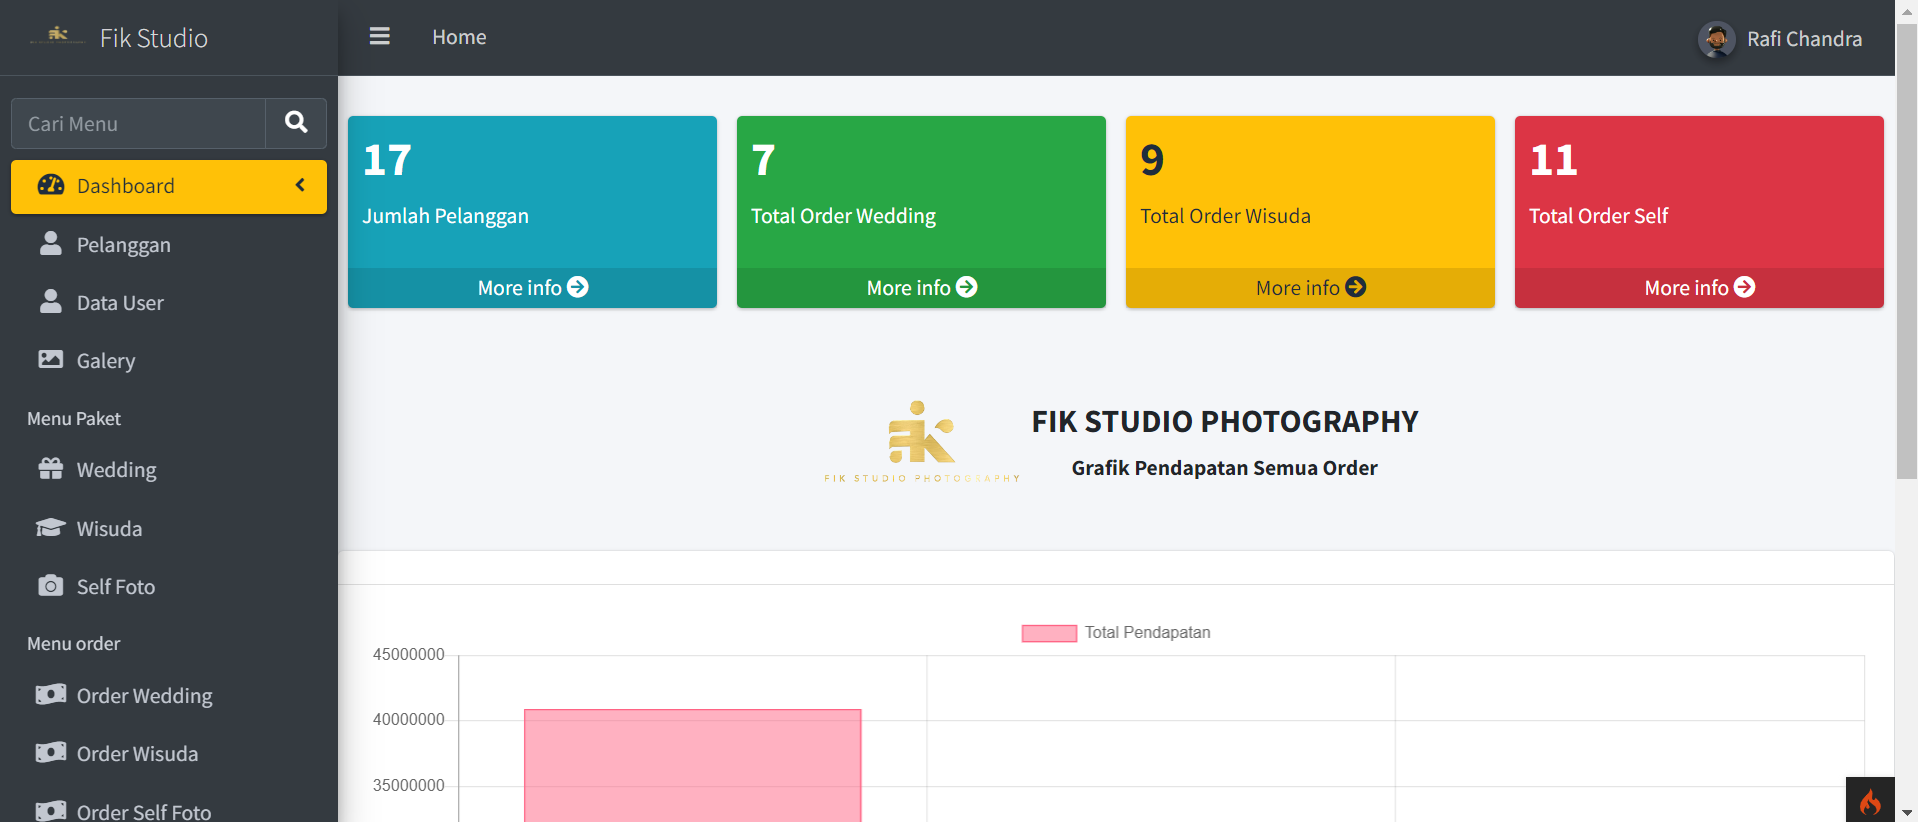 Fik Studio
Home
Rafi Chandra
Cari Menu
Dashboard
Pelanggan
Data User
Galery
Menu Paket
Wedding
Wisuda
Self Foto
Menu order
Order Wedding
Order Wisuda
Order Self Foto
17
Jumlah Pelanggan
More info
7
Total Order Wedding
More info
9
Total Order Wisuda
More info
11
Total Order Self
More info
FIK STUDIO PHOTOGRAPHY
FIK STUDIO PHOTOGRAPHY
Grafik Pendapatan Semua Order
Total Pendapatan
45000000
40000000
35000000